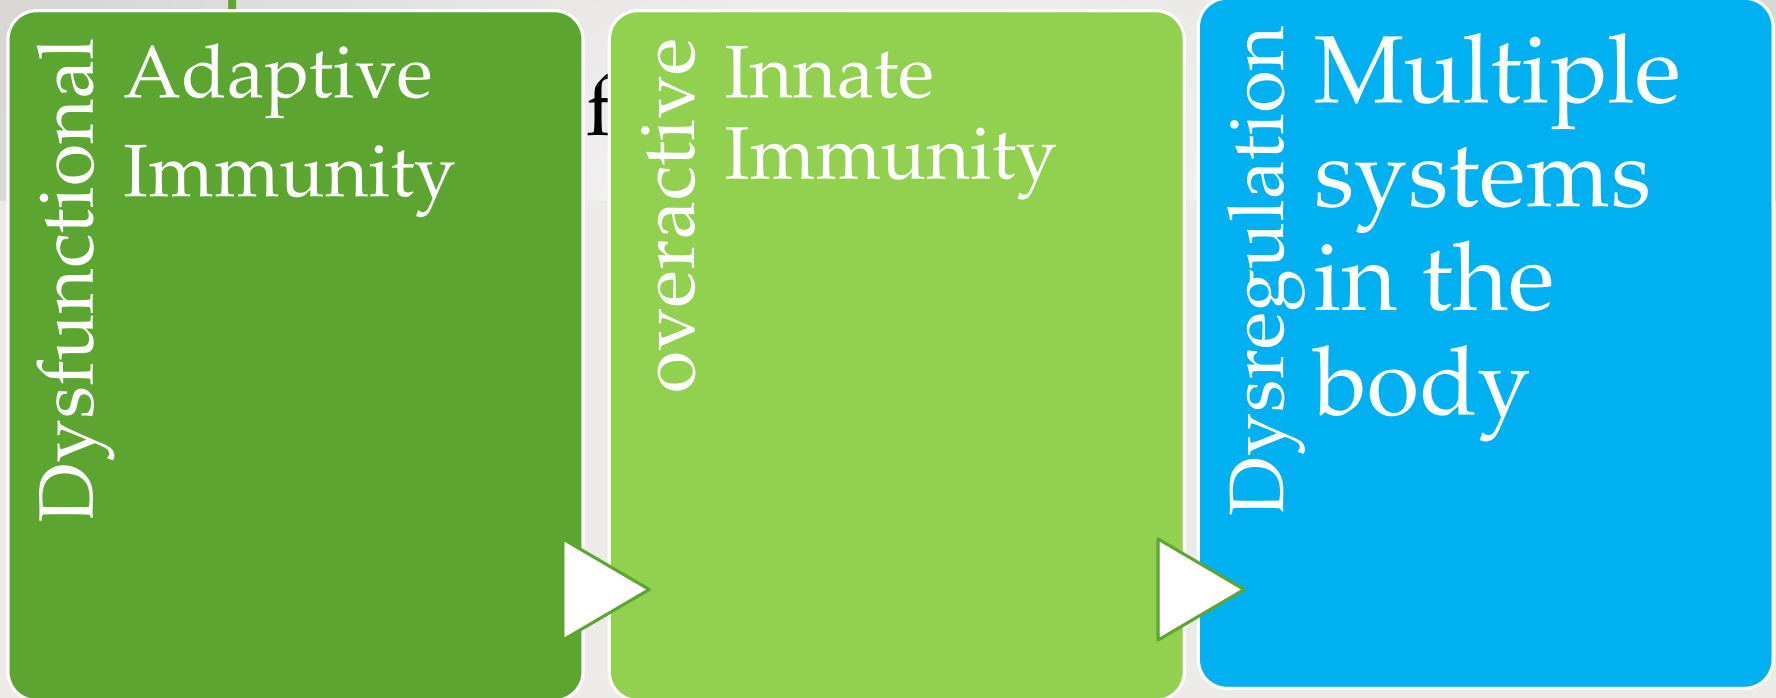 Dysfunctional
Adaptive
Immunity
f
overactive
Innate
Immunity
Dysregulation
Multiple
systems
in the
body